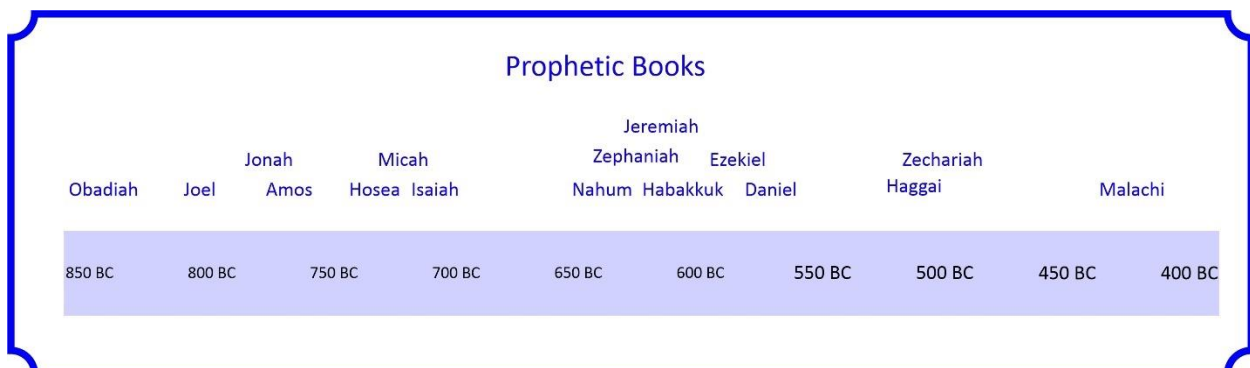 Prophetic Books
Jeremiah
Zephaniah Ezekiel
Jonah Micah Zechariah
Obadiah Joel Amos Hosea Isaiah Nahum Habakkuk Daniel Haggai Malachi
850 BC 800 BC 750 BC 700 BC 650 BC 600 BC 550 BC 500 BC 450 BC 400 BC